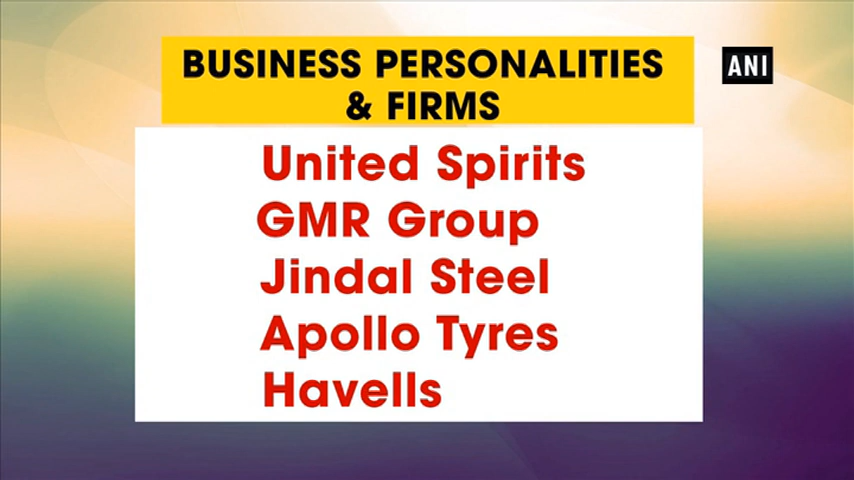 BUSINESS PERSONALITIES
& FIRMS
ANI
United Spirits
GMR Group
Jindal Steel
Apollo Tyres
Havells